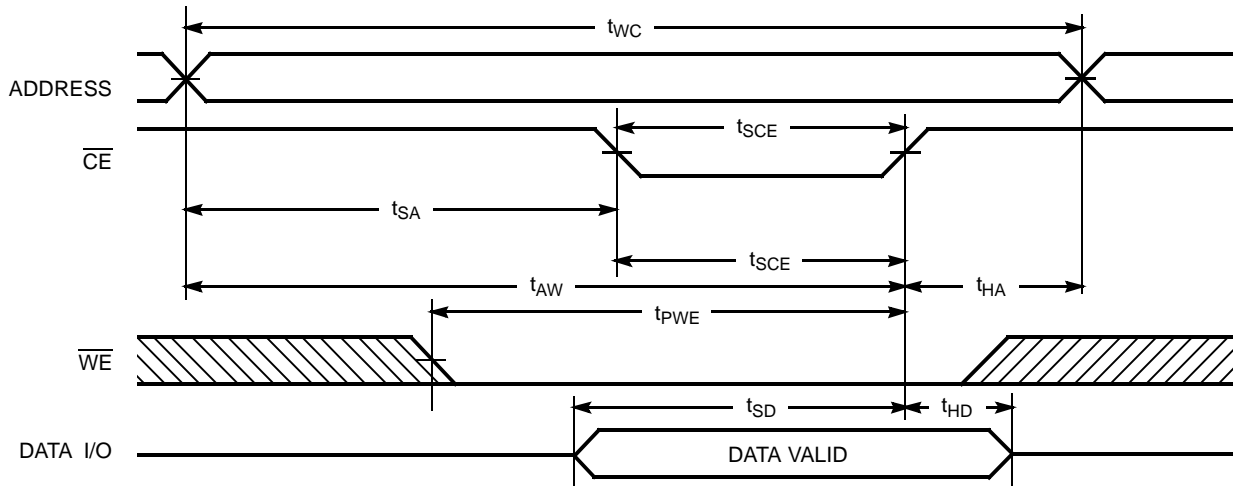 tWC
ADDRESS
tSCE
CE
tSA
tSCE
tAW
tHA
tPWE
WE
tSD
tHD
DATA I/O
DATA VALID